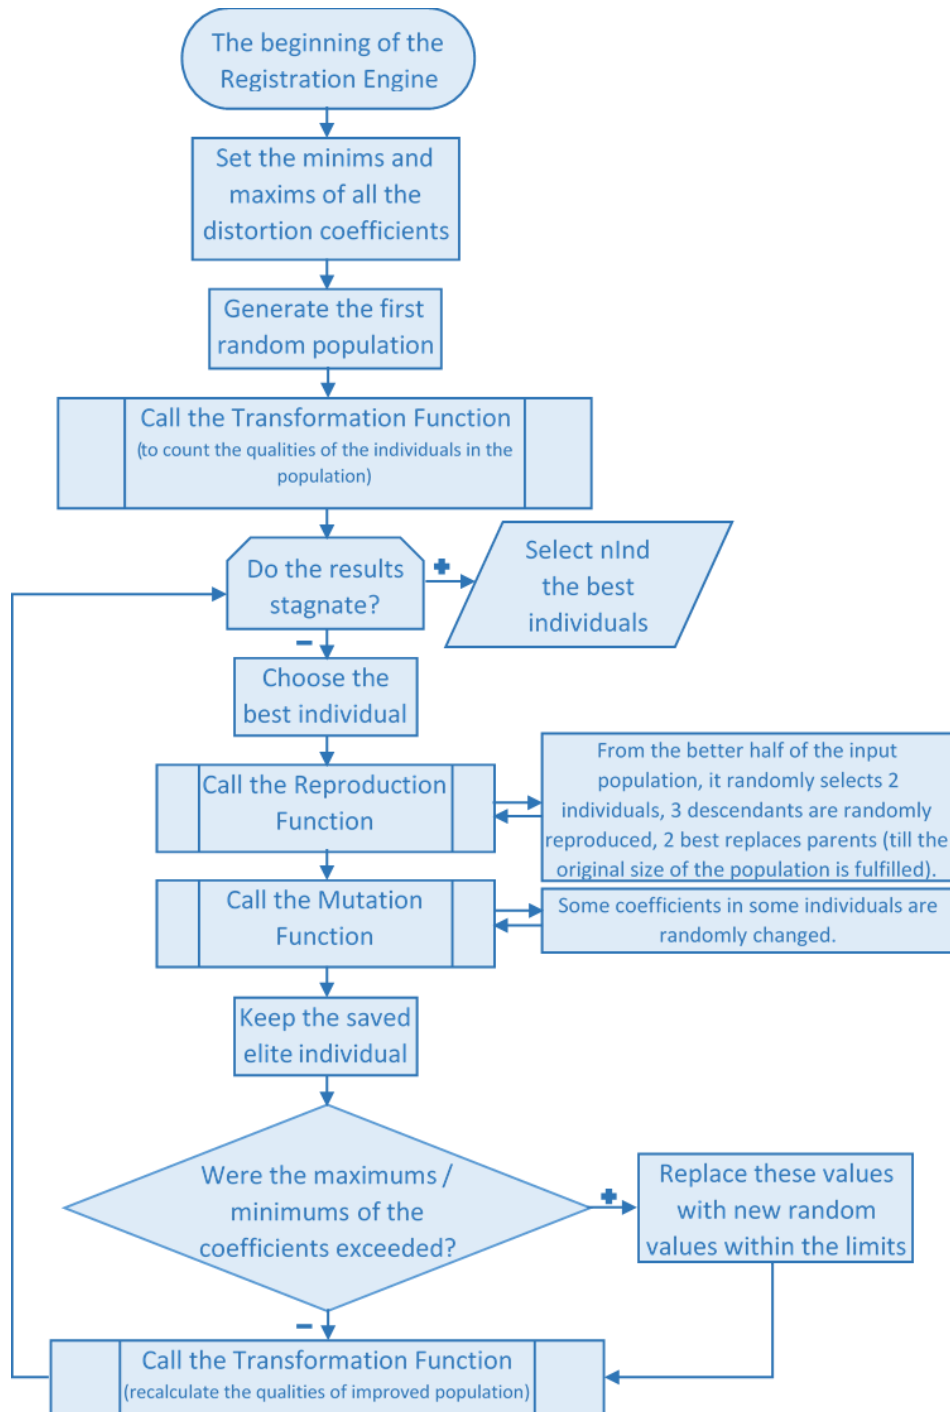 The beginning of the
Registration Engine
Set the minims and
maxims of all the
distortion coefficients
Generate the first
random population
Call the Transformation Function
(to count the qualities of the individuals in the
population)
Do the results
stagnate?
+
Select nInd
the best
individuals
−
Choose the
best individual
Call the Reproduction
Function
From the better half of the input
population, it randomly selects 2
individuals, 3 descendants are randomly
reproduced, 2 best replaces parents (till the
original size of the population is fulfilled).
Call the Mutation
Function
Some coefficients in some individuals are
randomly changed.
Keep the saved
elite individual
Were the maximums /
minimums of the
coefficients exceeded?
+
Replace these values
with new random
values within the limits
−
Call the Transformation Function
(recalculate the qualities of improved population)